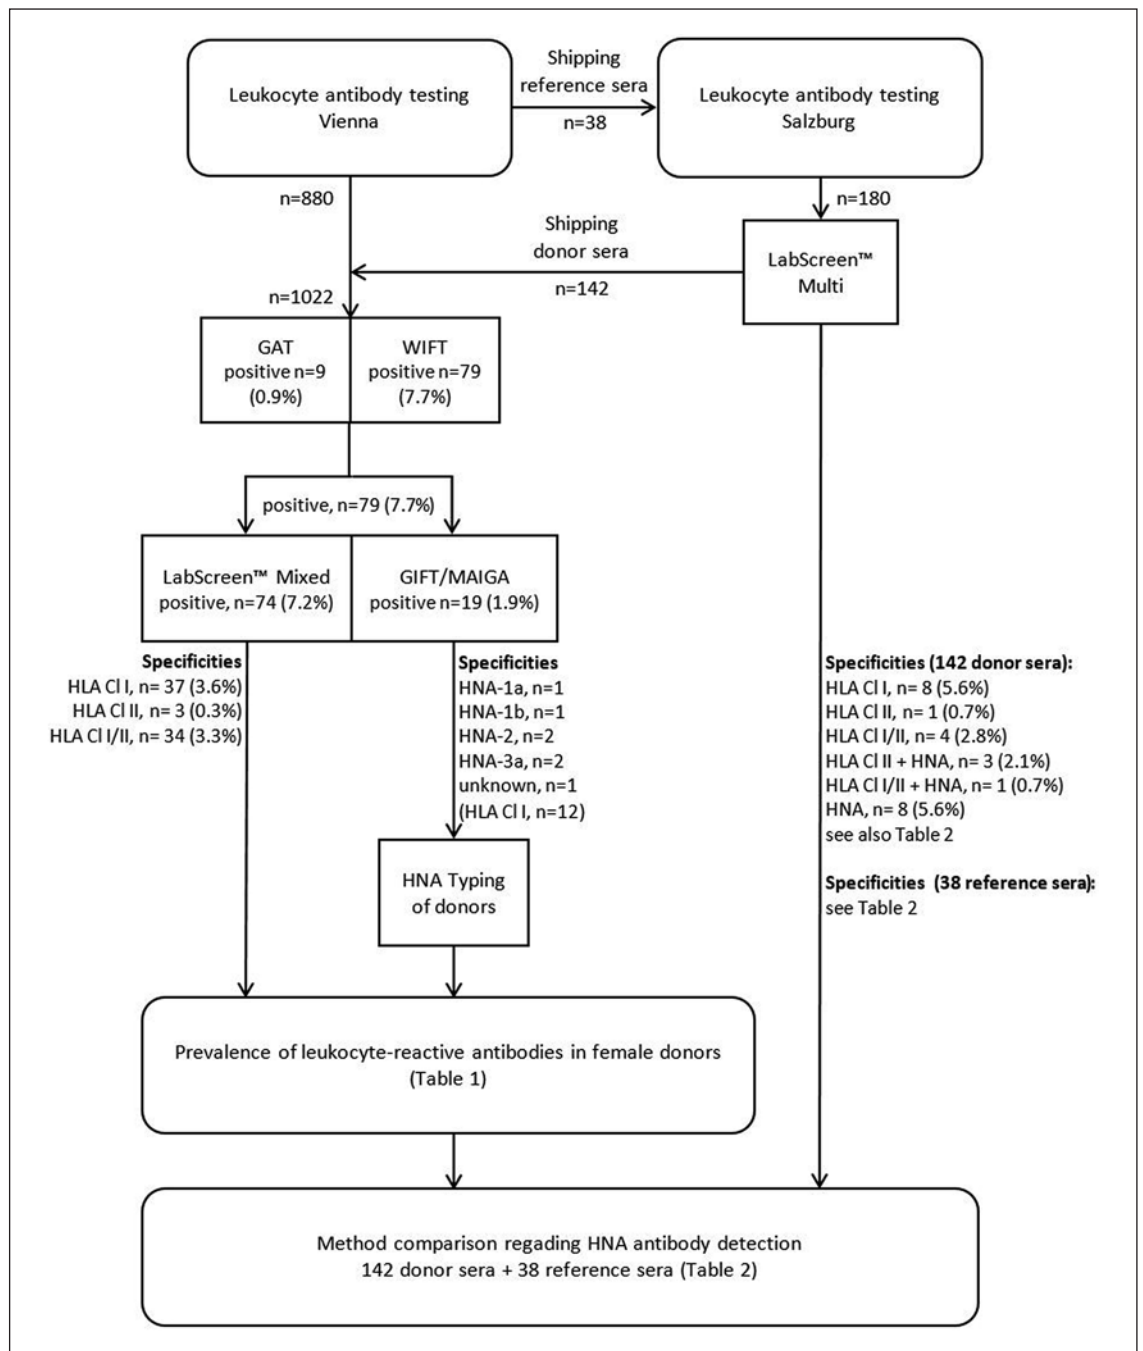 Leukocyte antibody testing
Vienna
Shipping
reference sera
n=38
Leukocyte antibody testing
Salzburg
n=880
n=180
Shipping
donor sera
n=142
LabScreen™
Multi
n=1022
GAT
positive n=9
(0.9%)
WIFT
positive n=79
(7.7%)
positive, n=79 (7.7%)
LabScreen™ Mixed
positive, n=74 (7.2%)
GIFT/MAIGA
positive n=19 (1.9%)
Specificities
HLA Cl I, n= 37 (3.6%)
HLA Cl II, n= 3 (0.3%)
HLA Cl I/II, n= 34 (3.3%)
Specificities
HNA-1a, n=1
HNA-1b, n=1
HNA-2, n=2
HNA-3a, n=2
unknown, n=1
(HLA Cl I, n=12)
Specificities (142 donor sera):
HLA Cl I, n= 8 (5.6%)
HLA Cl II, n= 1 (0.7%)
HLA Cl I/II, n= 4 (2.8%)
HLA Cl II + HNA, n= 3 (2.1%)
HLA Cl I/II + HNA, n= 1 (0.7%)
HNA, n= 8 (5.6%)
see also Table 2
Specificities (38 reference sera):
see Table 2
HNA Typing
of donors
Prevalence of leukocyte-reactive antibodies in female donors
(Table 1)
Method comparison regading HNA antibody detection
142 donor sera + 38 reference sera (Table 2)